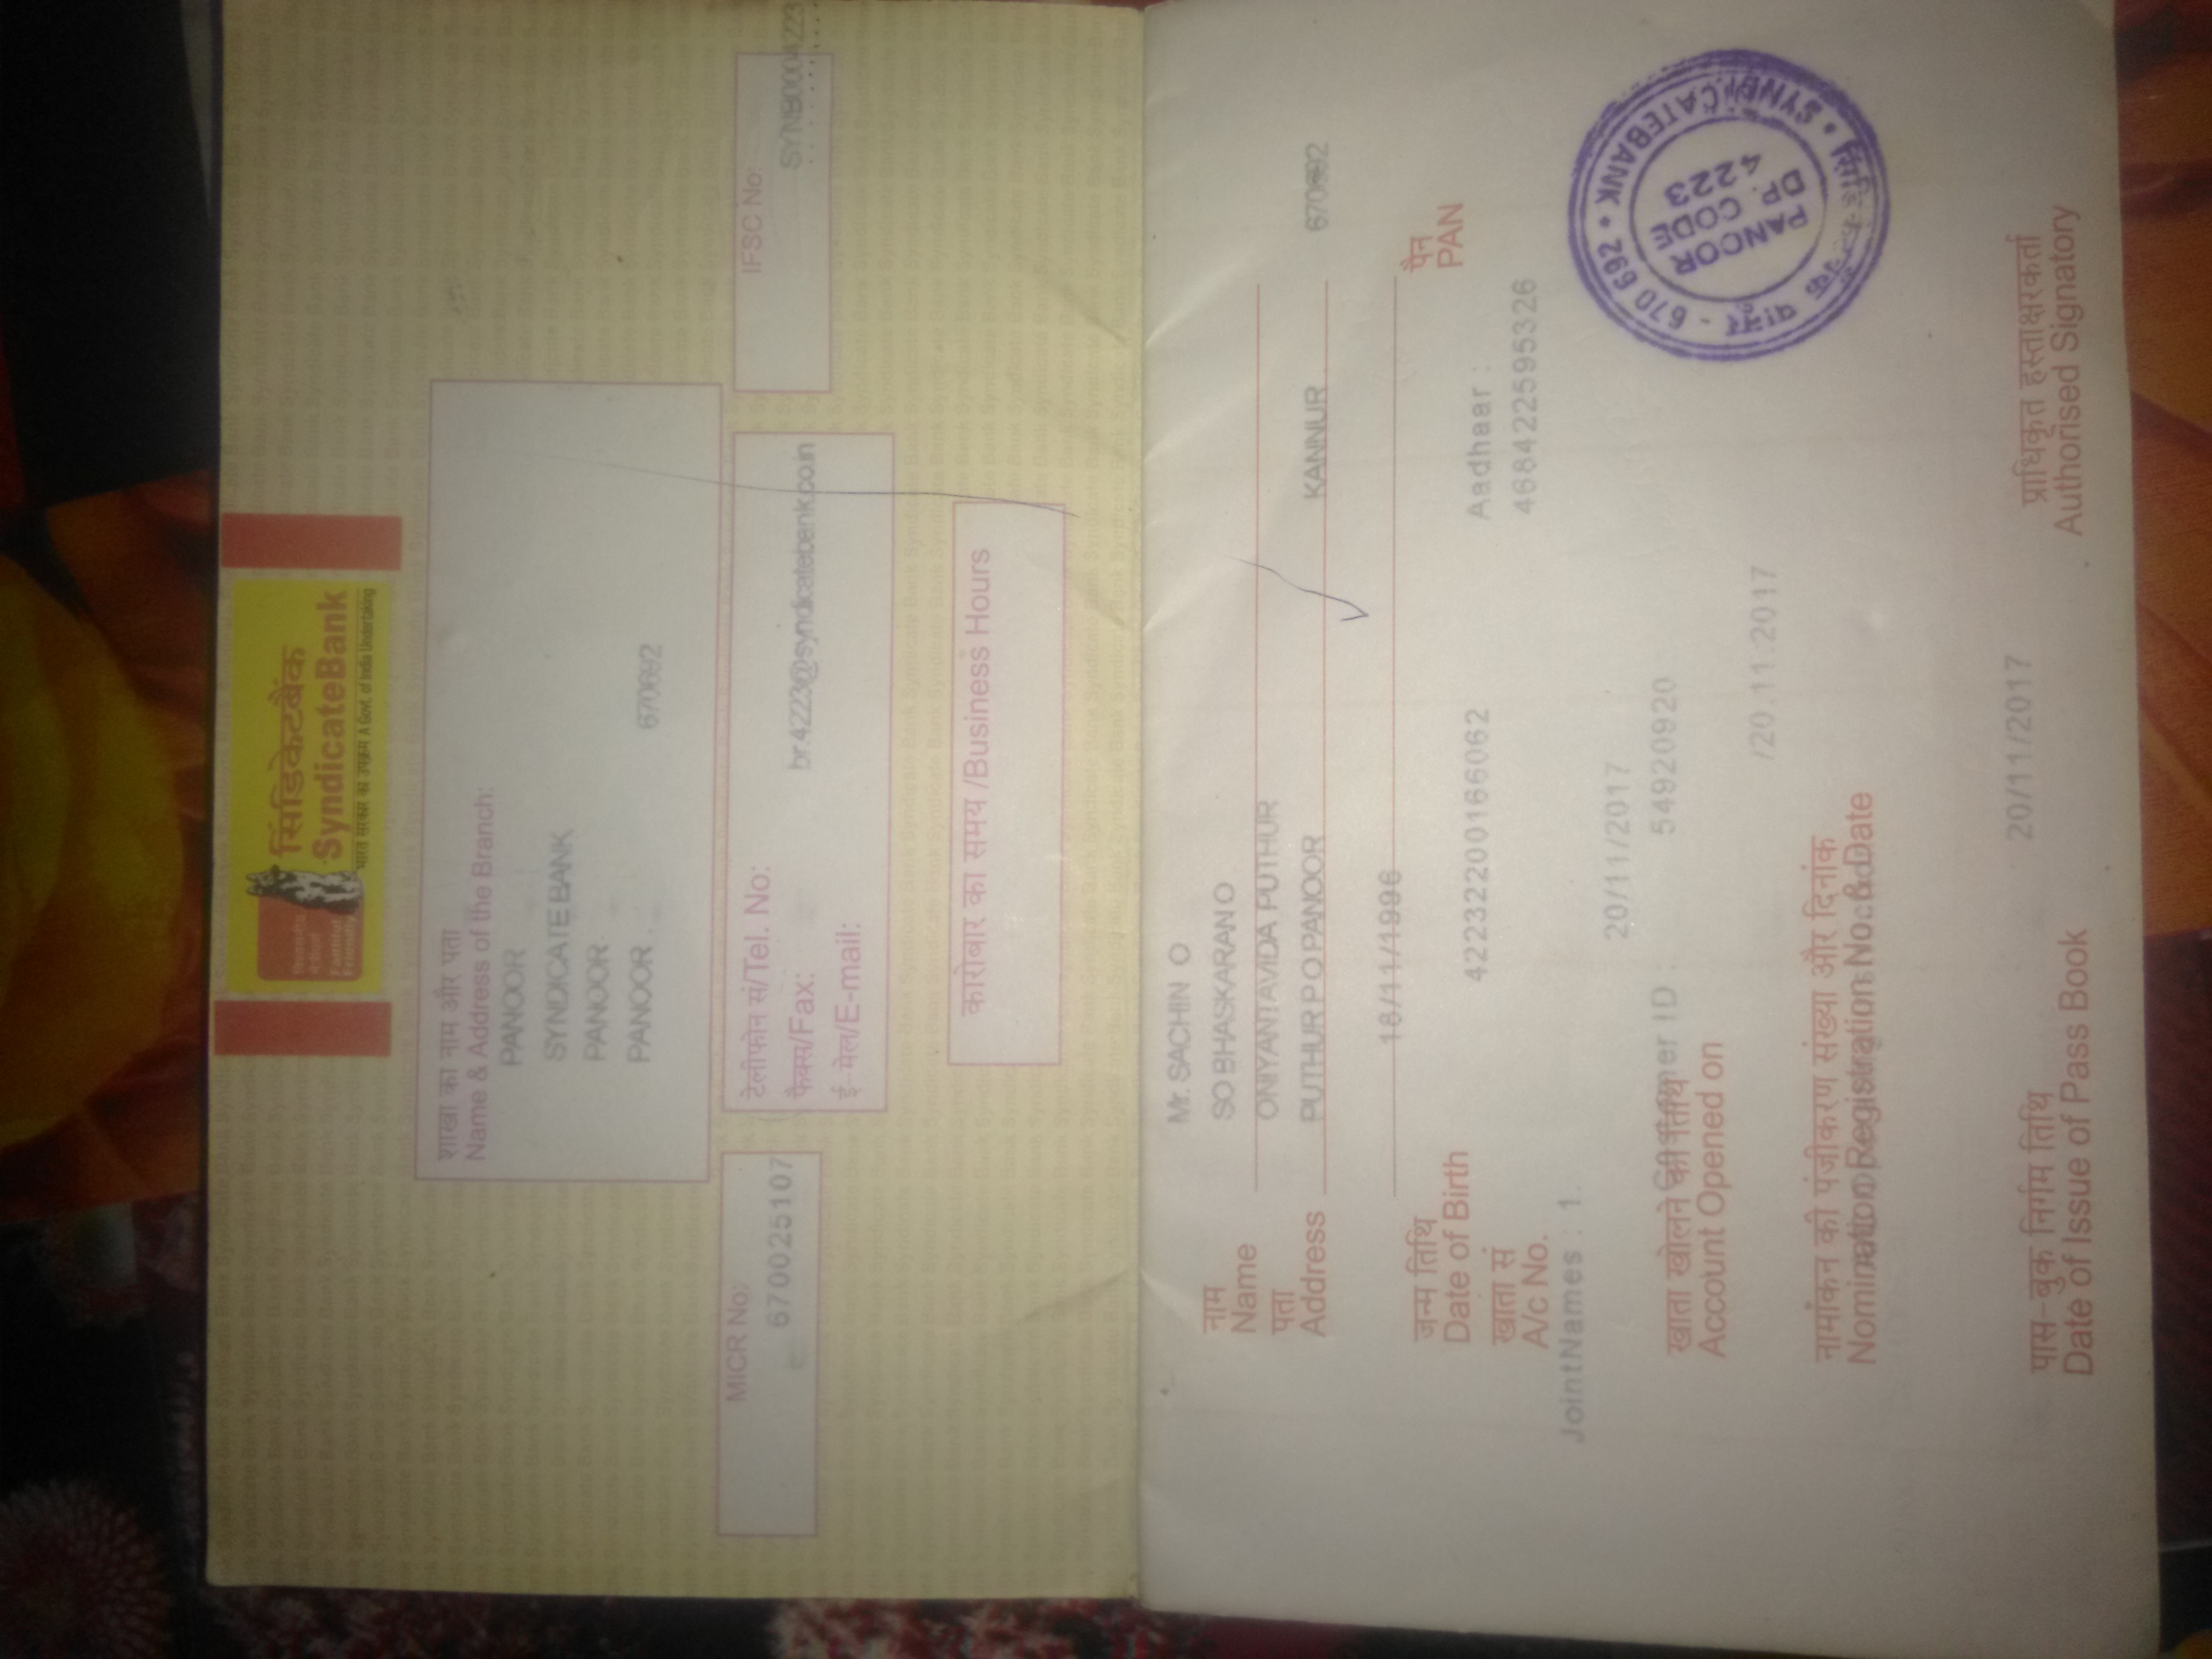 सिंडिकेटबैंक
SyndicateBank
भारत सरकार का उपक्रम A Govt. of India Undertaking
Faithful
Friendly
शाखा का नाम और पता
Name & Address of the Branch:
PANOOR
SYNDICATE BANK
PANOOR
PANOOR 670692
MICR No: 670025107
टेलीफोन सं/Tel. No:
फैक्स/Fax: br.4223@syndicatebank.co.in
ई-मेल/E-mail:
IFSC No: SYNB0004223
कारोबार का समय/Business Hours
Mr. SACHIN O
नाम SO BHASKARAN O
Name
पता ONIYANTAVIDA PUTHUR
Address PUTHUR P O PANOOR KANNUR 670692
जन्म तिथि 18/11/1996 पैन
Date of Birth PAN
खाता सं 42232200166062 Aadhaar :
A/c No. 468422595326
JointNames : 1.
20/11/2017
खाता खोलने की तिथि mer ID : 54920920
Account Opened on
/20.11.2017
नामांकन की पंजीकरण संख्या और दिनांक
Nomination Registration No. & Date
पास-बुक निर्गम तिथि 20/11/2017 प्राधिकृत हस्ताक्षरकर्ता
Date of Issue of Pass Book Authorised Signatory
SYNDICATEBANK • 670 692 -
PANOOR
DP. CODE
4223